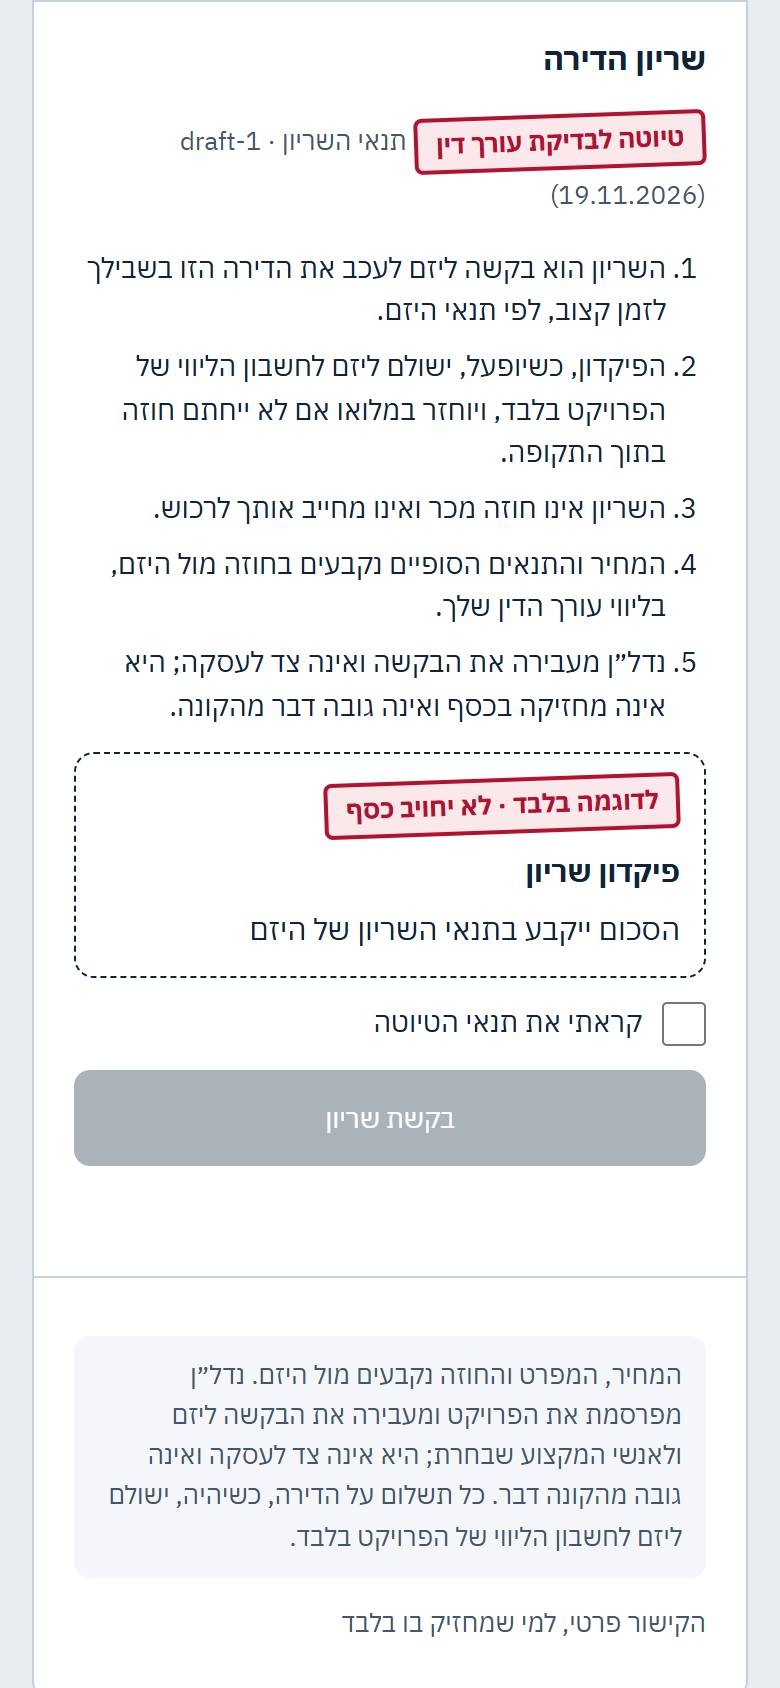 שריון הדירה
טיוטה לבדיקת עורך דין תנאי השריון · draft-1
(19.11.2026)
1. השריון הוא בקשה ליזם לעכב את הדירה הזו בשבילך
לזמן קצוב, לפי תנאי היזם.
2. הפיקדון, כשיופעל, ישולם ליזם לחשבון הליווי של
הפרויקט בלבד, ויוחזר במלואו אם לא ייחתם חוזה
בתוך התקופה.
3. השריון אינו חוזה מכר ואינו מחייב אותך לרכוש.
4. המחיר והתנאים הסופיים נקבעים בחוזה מול היזם,
בליווי עורך הדין שלך.
5. נדל״ן מעבירה את הבקשה ואינה צד לעסקה; היא
אינה מחזיקה בכסף ואינה גובה דבר מהקונה.
לדוגמה בלבד · לא יחויב כסף
פיקדון שריון
הסכום ייקבע בתנאי השריון של היזם
קראתי את תנאי הטיוטה
בקשת שריון
המחיר, המפרט והחוזה נקבעים מול היזם. נדל״ן
מפרסמת את הפרויקט ומעבירה את הבקשה ליזם
ולאנשי המקצוע שבחרת; היא אינה צד לעסקה ואינה
גובה מהקונה דבר. כל תשלום על הדירה, כשיהיה, ישולם
ליזם לחשבון הליווי של הפרויקט בלבד.
הקישור פרטי, למי שמחזיק בו בלבד